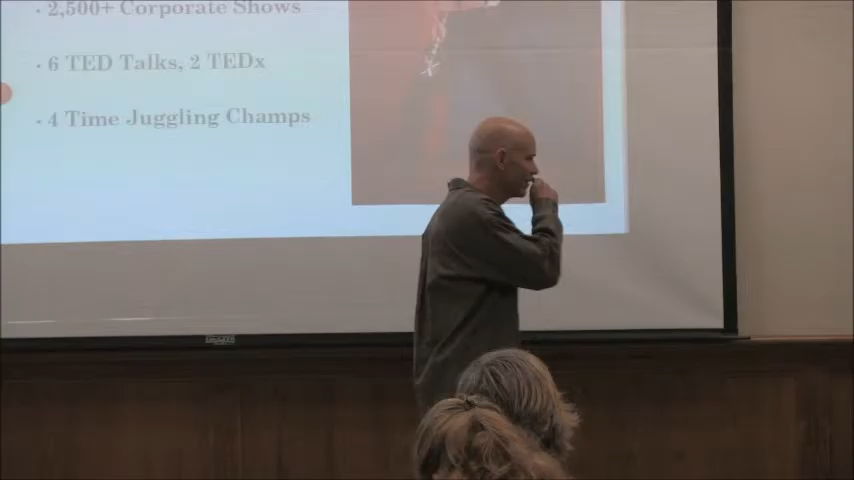 · 2,500+ Corporate Shows
· 6 TED Talks, 2 TEDx
· 4 Time Juggling Champs